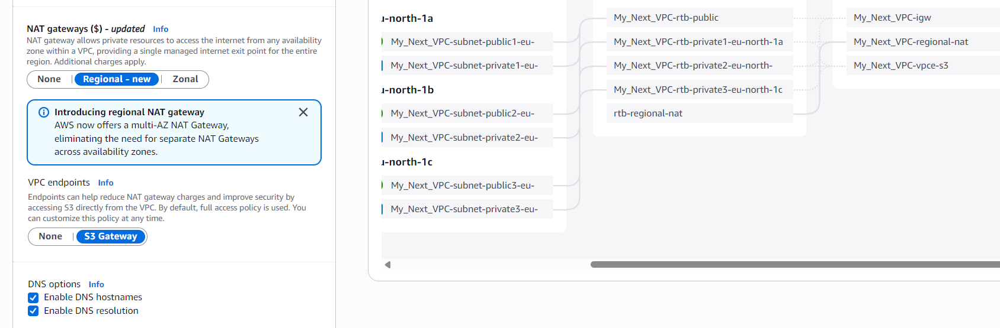 NAT gateways ($) - updated Info
NAT gateway allows private resources to access the internet from any availability
zone within a VPC, providing a single managed internet exit point for the entire
region. Additional charges apply.
None | Regional - new | Zonal
Introducing regional NAT gateway
AWS now offers a multi-AZ NAT Gateway,
eliminating the need for separate NAT Gateways
across availability zones.
VPC endpoints Info
Endpoints can help reduce NAT gateway charges and improve security by
accessing S3 directly from the VPC. By default, full access policy is used. You
can customize this policy at any time.
None | S3 Gateway
DNS options Info
Enable DNS hostnames
Enable DNS resolution
u-north-1a
My_Next_VPC-subnet-public1-eu-
My_Next_VPC-subnet-private1-eu-
u-north-1b
My_Next_VPC-subnet-public2-eu-
My_Next_VPC-subnet-private2-eu-
u-north-1c
My_Next_VPC-subnet-public3-eu-
My_Next_VPC-subnet-private3-eu-
My_Next_VPC-rtb-public
My_Next_VPC-rtb-private1-eu-north-1a
My_Next_VPC-rtb-private2-eu-north-
My_Next_VPC-rtb-private3-eu-north-1c
rtb-regional-nat
My_Next_VPC-igw
My_Next_VPC-regional-nat
My_Next_VPC-vpce-s3